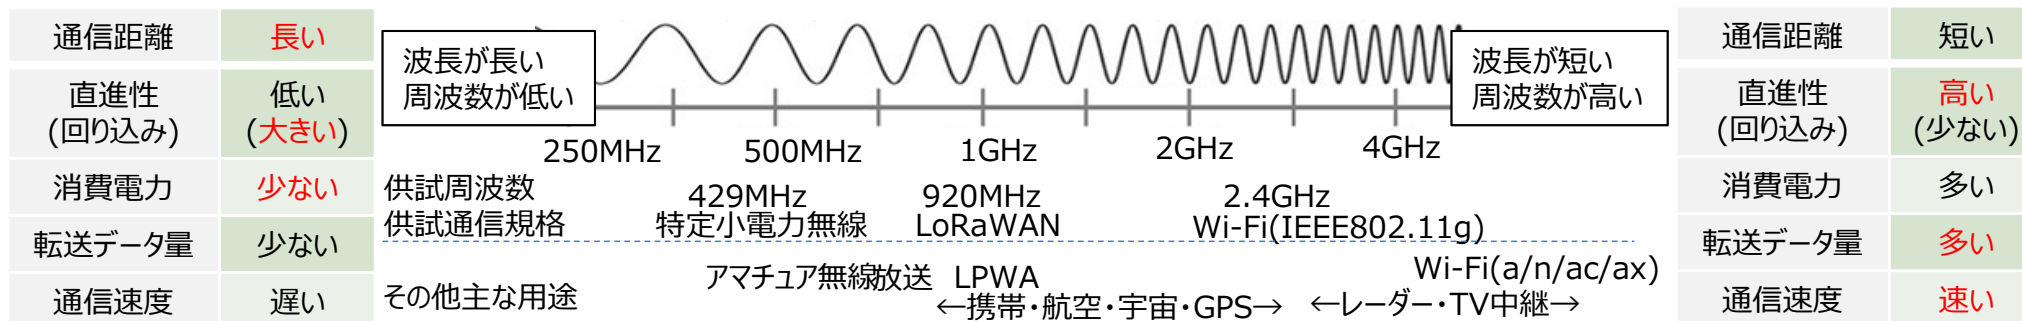 通信距離 長い
直進性 低い
(回り込み) (大きい)
消費電力 少ない
転送データ量 少ない
通信速度 遅い
波長が長い
周波数が低い
波長が短い
周波数が高い
250MHz 500MHz 1GHz 2GHz 4GHz
供試周波数 429MHz 920MHz 2.4GHz
供試通信規格 特定小電力無線 LoRaWAN Wi-Fi(IEEE802.11g)
アマチュア無線放送 LPWA Wi-Fi(a/n/ac/ax)
その他主な用途 ←携帯・航空・宇宙・GPS→ ←レーダー・TV中継→
通信距離 短い
直進性 高い
(回り込み) (少ない)
消費電力 多い
転送データ量 多い
通信速度 速い